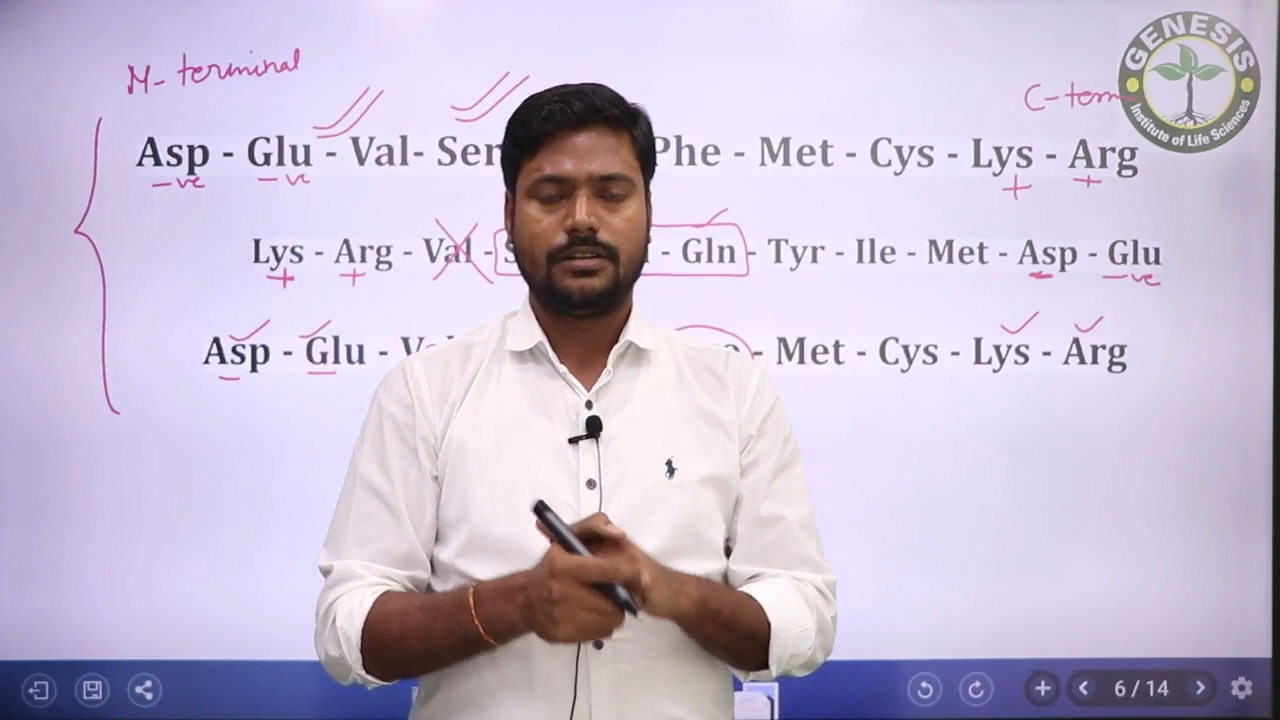 N-terminal
C-term
GENESIS
Institute of Life Sciences
Asp - Glu - Val - Ser Phe - Met - Cys - Lys - Arg
-ve -ve + +
Lys - Arg - Val - - Gln - Tyr - Ile - Met - Asp - Glu
+ + - -ve
Asp - Glu - - Met - Cys - Lys - Arg
6 / 14